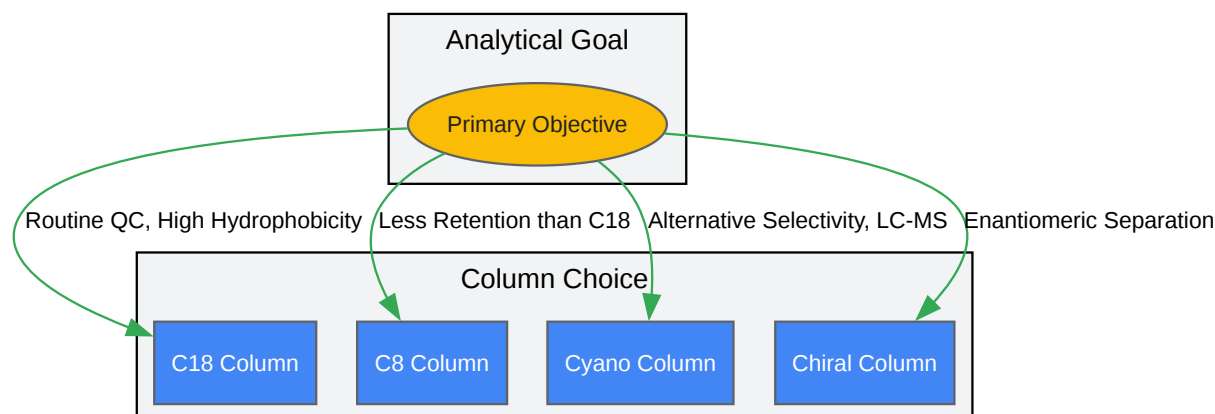 Analytical Goal
Primary Objective
Routine QC, High Hydrophobicity
Less Retention than C18
Alternative Selectivity, LC-MS
Enantiomeric Separation
Column Choice
C18 Column
C8 Column
Cyano Column
Chiral Column